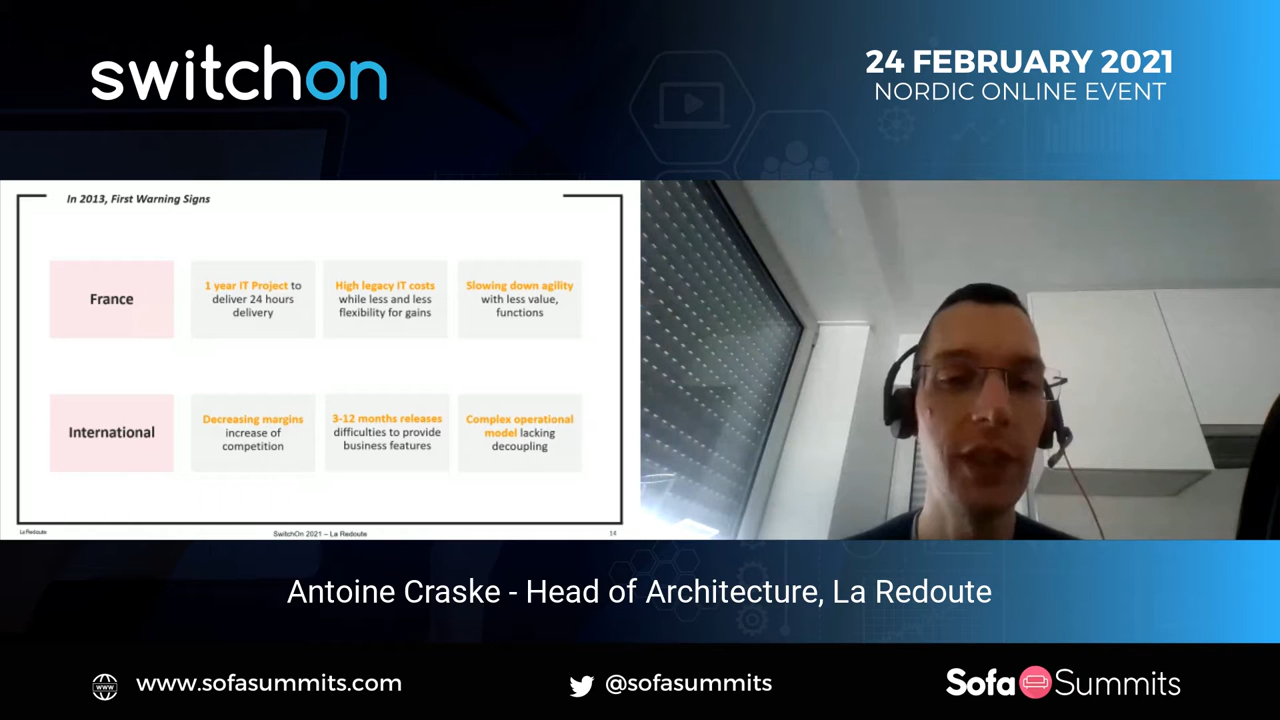 switchon
24 FEBRUARY 2021
NORDIC ONLINE EVENT
In 2013, First Warning Signs
France
1 year IT Project to
deliver 24 hours
delivery
High legacy IT costs
while less and less
flexibility for gains
Slowing down agility
with less value,
functions
International
Decreasing margins
increase of
competition
3-12 months releases
difficulties to provide
business features
Complex operational
model lacking
decoupling
La Redoute
SwitchOn 2021 – La Redoute
14
Antoine Craske - Head of Architecture, La Redoute
www.sofasummits.com
@sofasummits
Sofa Summits